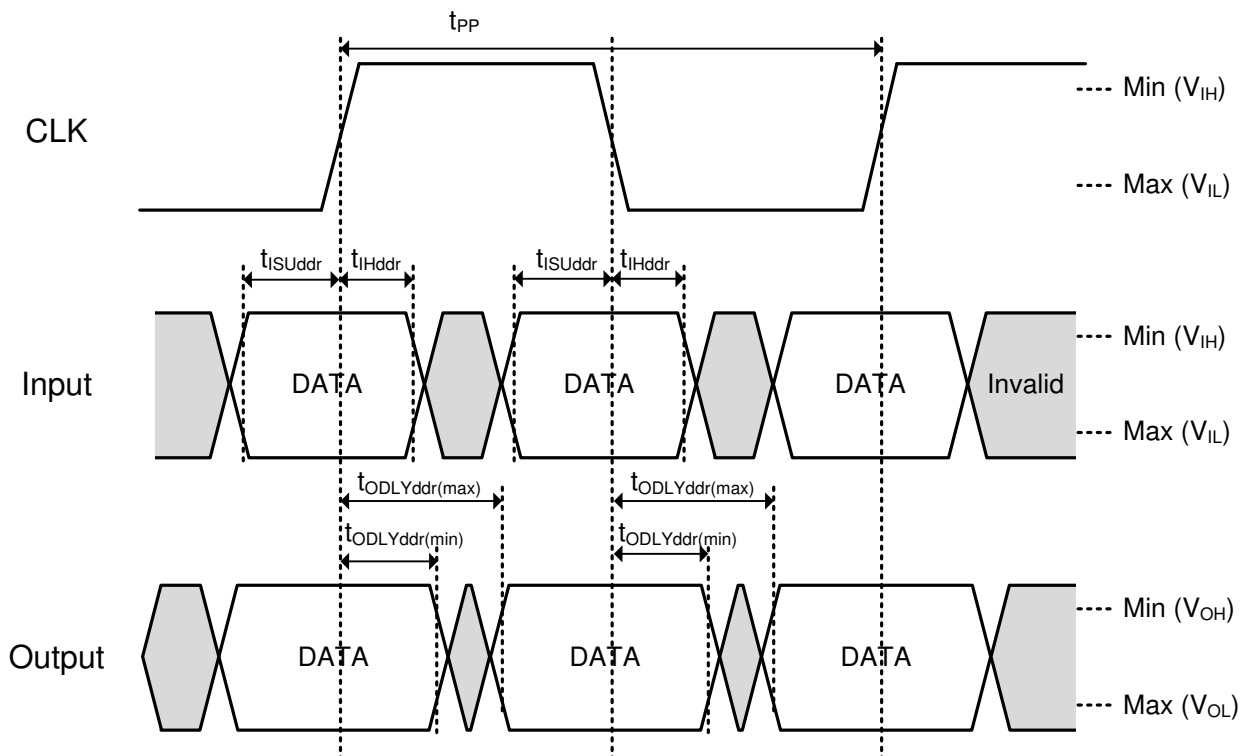 tPP
Min (VIH)
CLK
Max (VIL)
tISUddr tIHddr tISUddr tIHddr
Min (VIH)
Input DATA DATA DATA Invalid
Max (VIL)
tODLYddr(max) tODLYddr(max)
tODLYddr(min) tODLYddr(min)
Min (VOH)
Output DATA DATA DATA
Max (VOL)